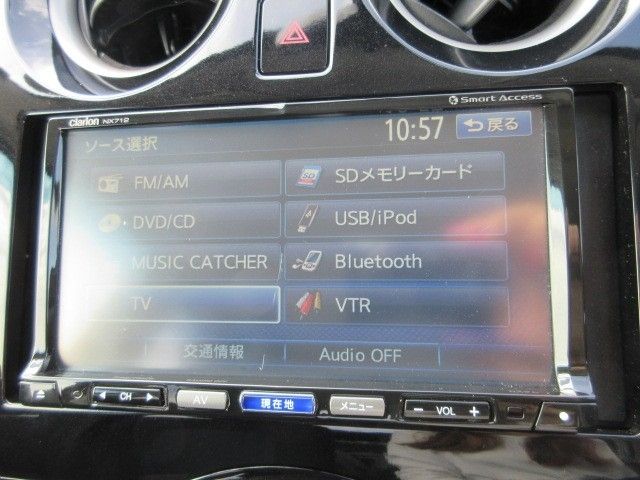 Smart Access
Clarion NX712
10:57 戻る
ソース選択
FM/AM SDメモリーカード
SD
DVD/CD USB/iPod
MUSIC CATCHER Bluetooth
TV VTR
交通情報 Audio OFF
CH AV 現在地 メニュー − VOL +